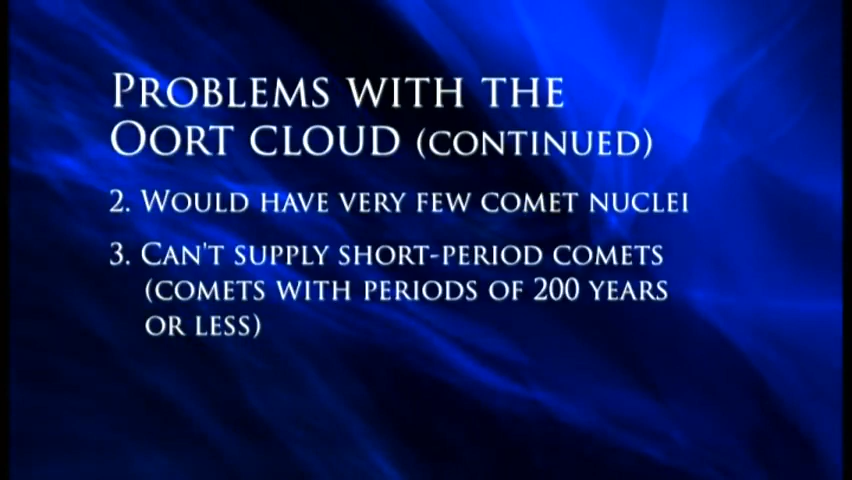 Problems with the
Oort cloud (continued)
2. Would have very few comet nuclei
3. Can't supply short-period comets
(comets with periods of 200 years
or less)